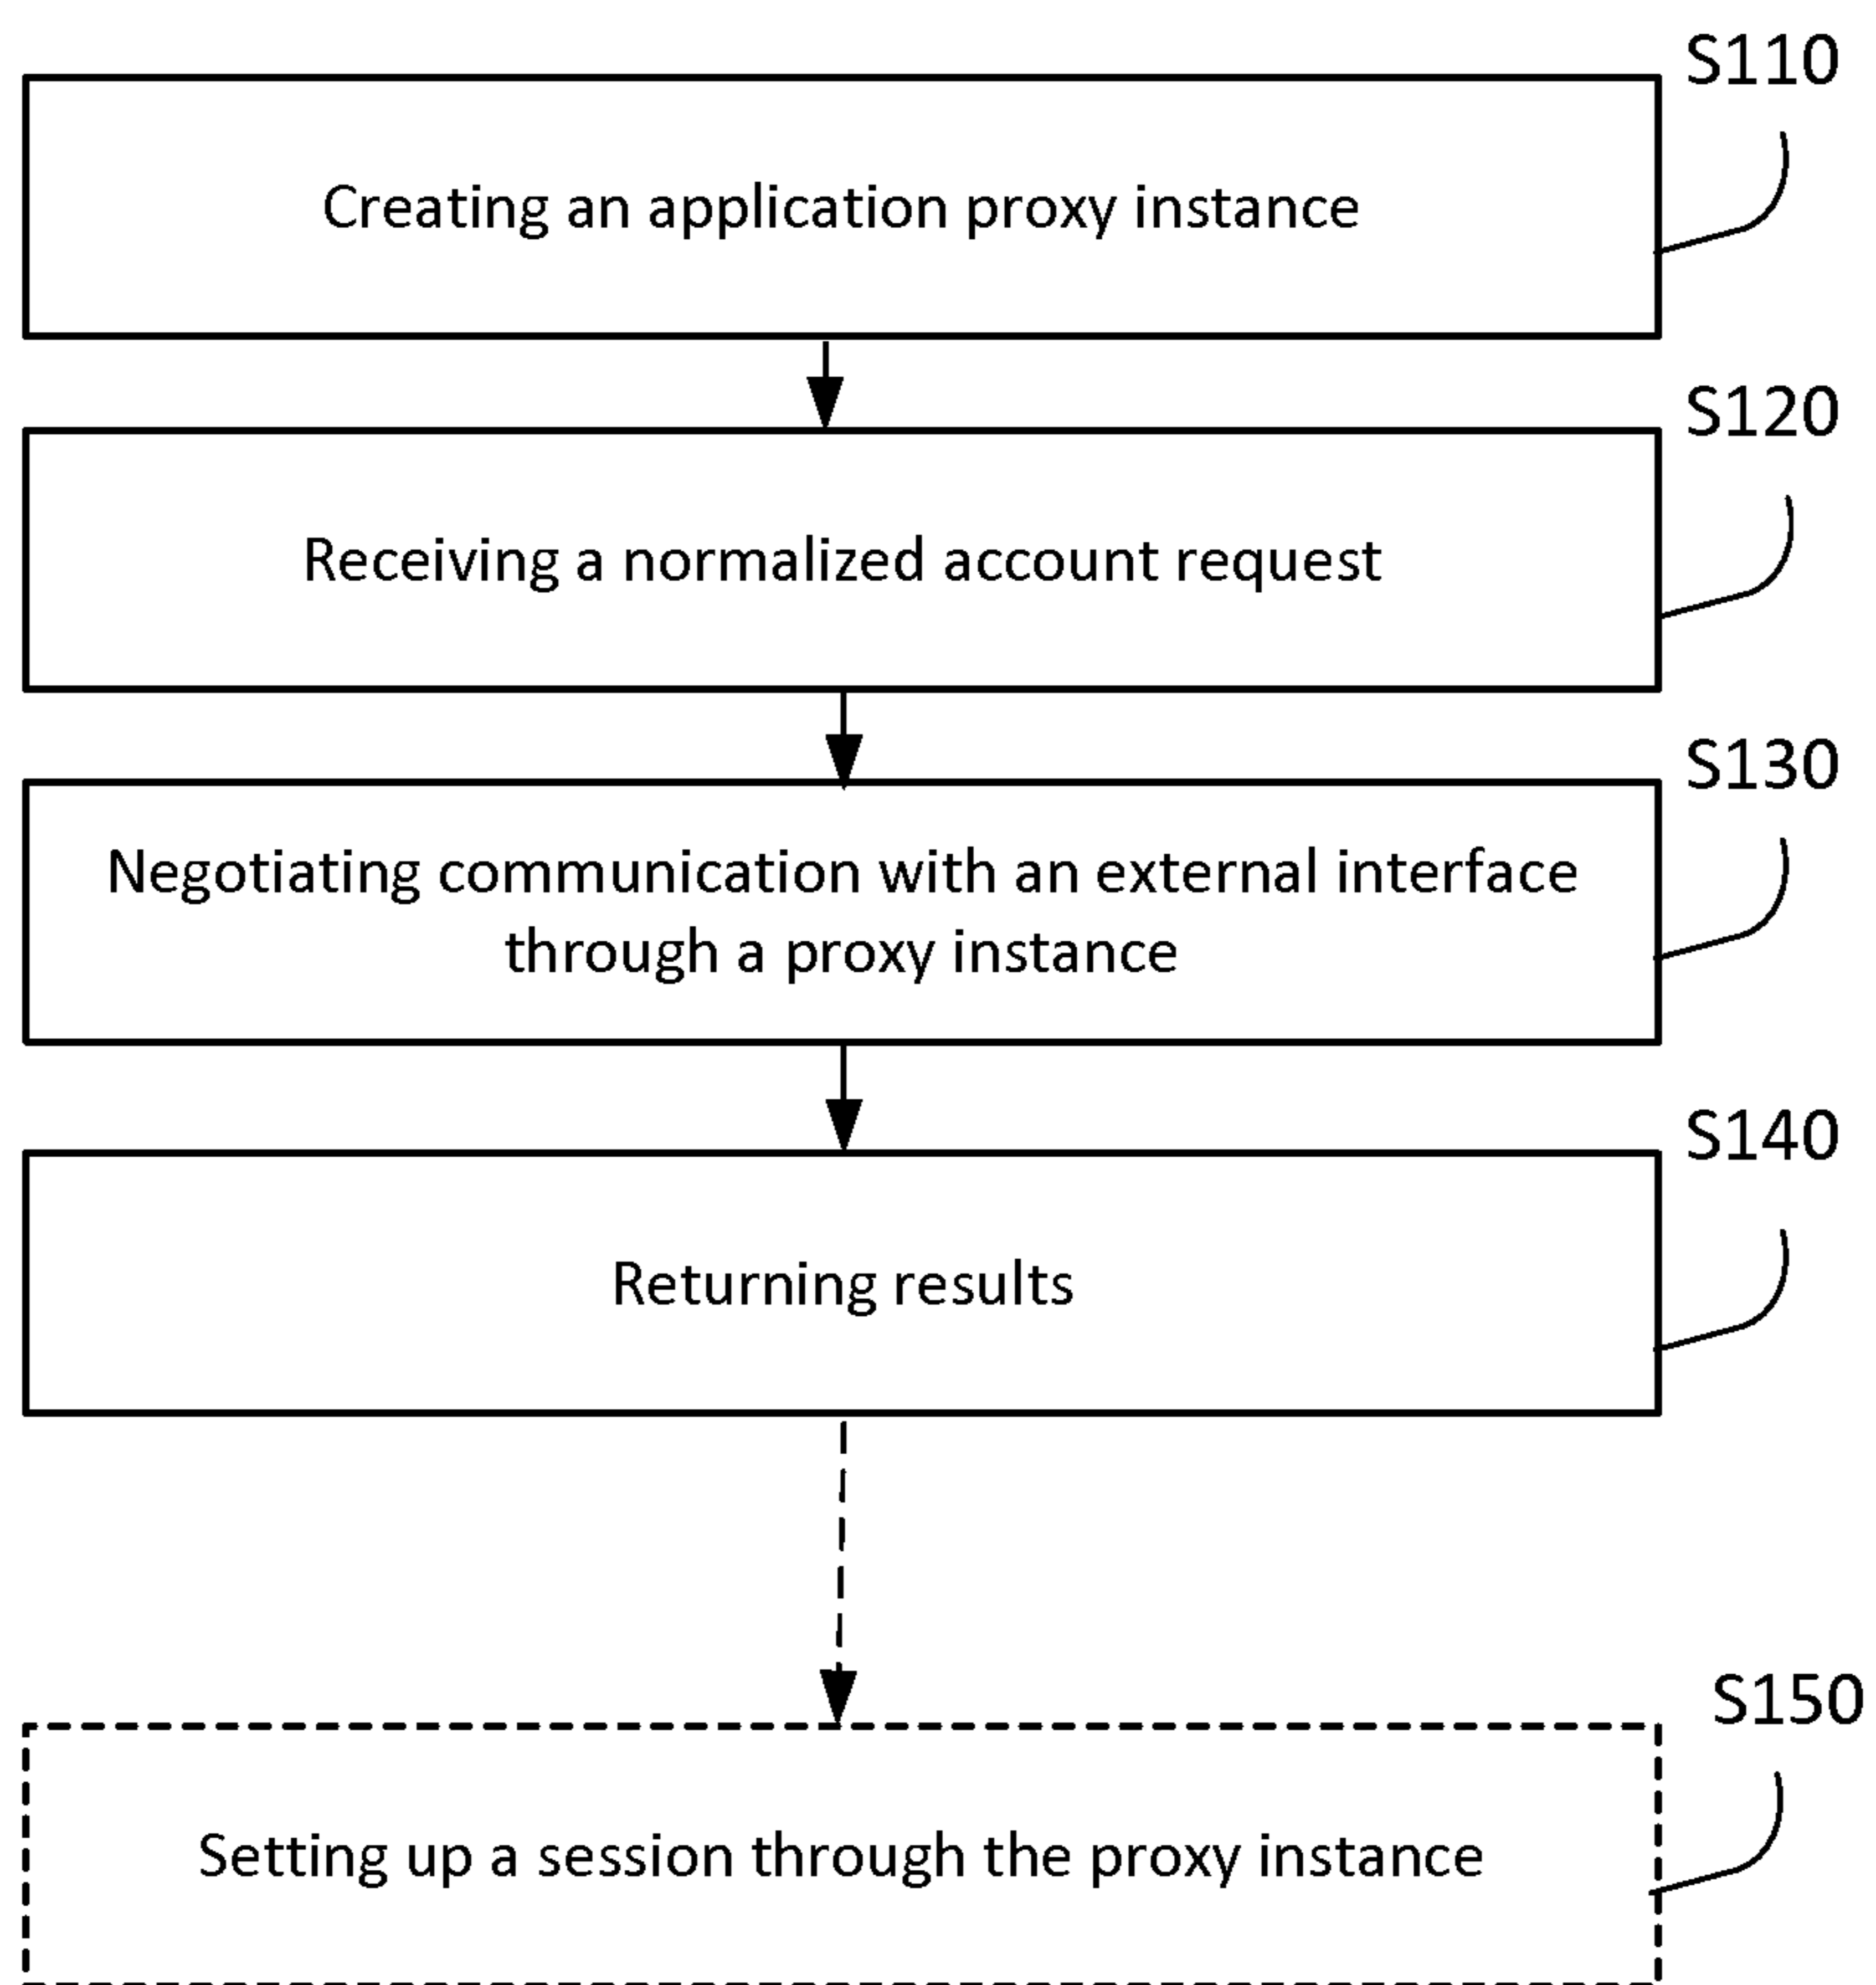 S110
Creating an application proxy instance
S120
Receiving a normalized account request
S130
Negotiating communication with an external interface
through a proxy instance
S140
Returning results
S150
Setting up a session through the proxy instance